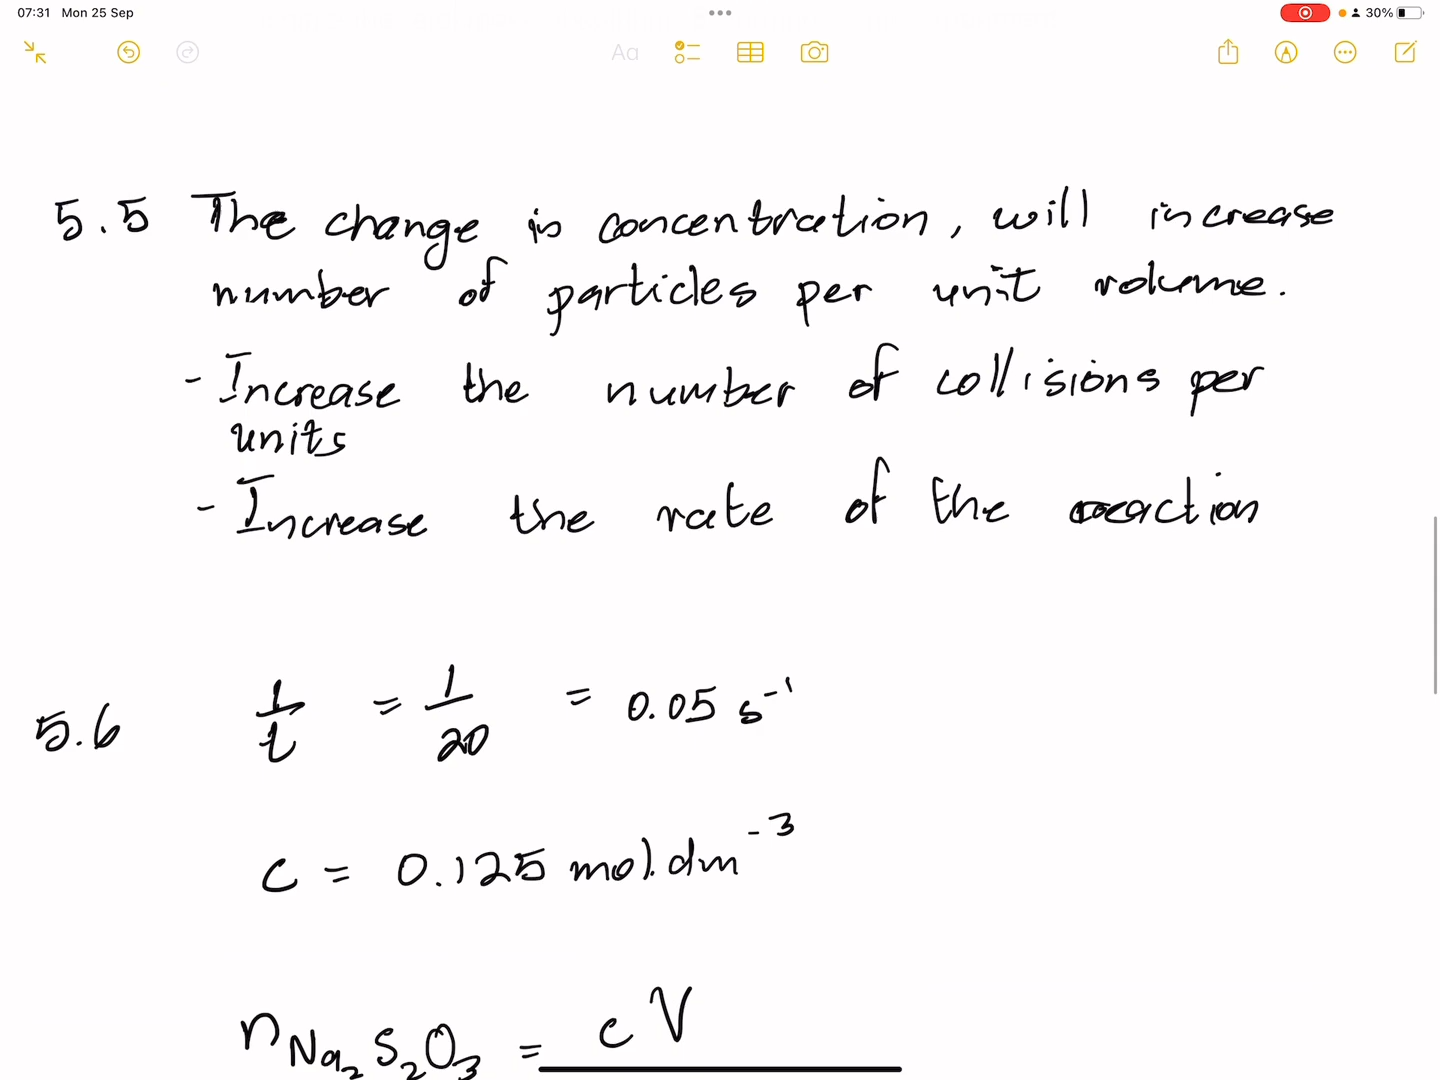 07:31 Mon 25 Sep
30%
Aa
5.5 The change in concentration, will increase
number of particles per unit volume.
- Increase the number of collisions per
units
- Increase the rate of the reaction
5.6 1/t = 1/20 = 0.05 s⁻¹
c = 0.125 mol.dm⁻³
nNa₂S₂O₃ = cV